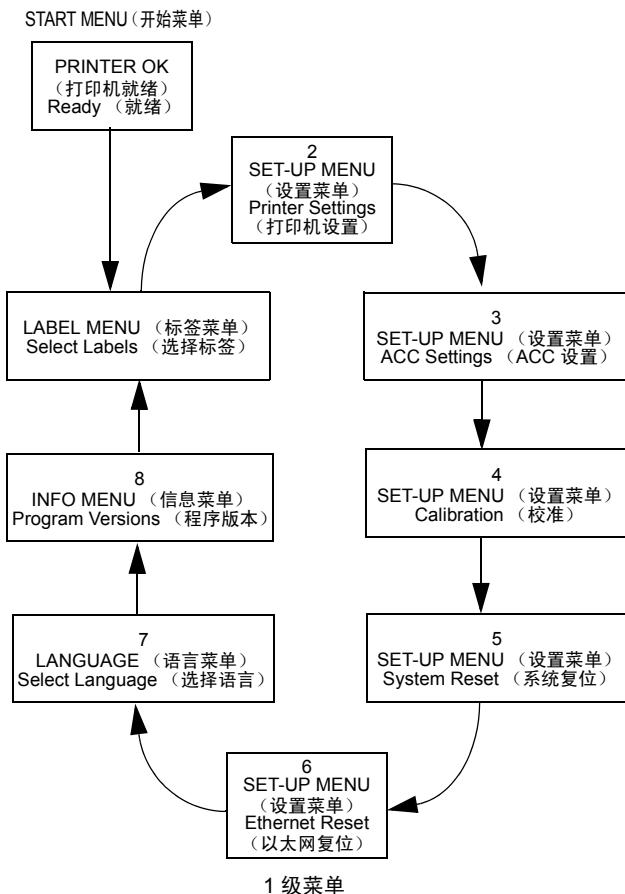 START MENU（开始菜单）
PRINTER OK
（打印机就绪）
Ready （就绪）
2
SET-UP MENU
（设置菜单）
Printer Settings
（打印机设置）
LABEL MENU （标签菜单）
Select Labels （选择标签）
3
SET-UP MENU （设置菜单）
ACC Settings （ACC 设置）
8
INFO MENU （信息菜单）
Program Versions （程序版本）
4
SET-UP MENU （设置菜单）
Calibration （校准）
7
LANGUAGE （语言菜单）
Select Language （选择语言）
5
SET-UP MENU （设置菜单）
System Reset （系统复位）
6
SET-UP MENU
（设置菜单）
Ethernet Reset
（以太网复位）
1 级菜单